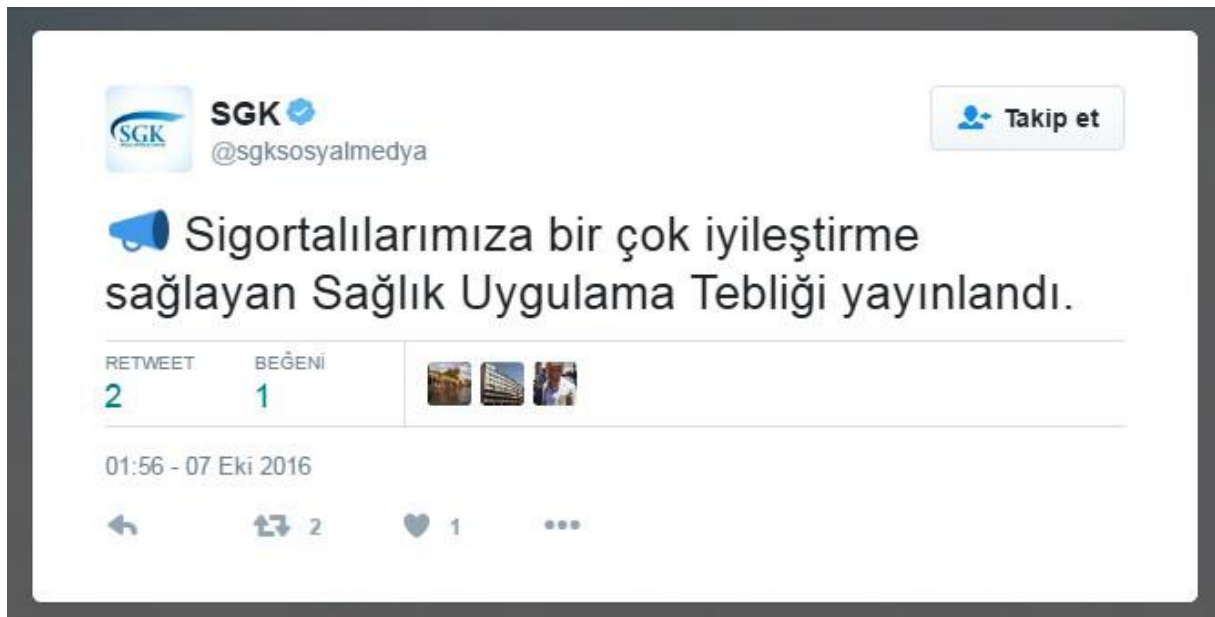 SGK
SGK
@sgksosyalmedya
Takip et
Sigortalılarımıza bir çok iyileştirme
sağlayan Sağlık Uygulama Tebliği yayınlandı.
RETWEET BEĞENİ
2 1
01:56 - 07 Eki 2016
2 1